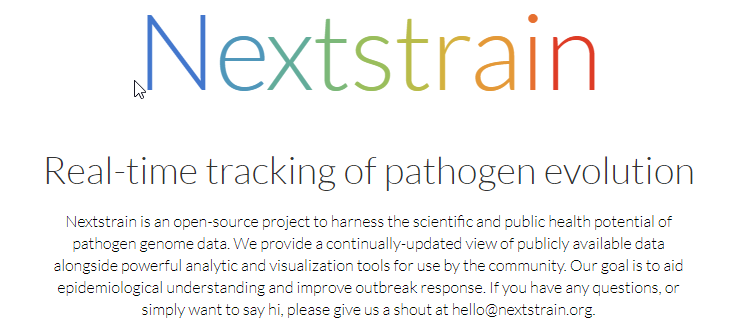 Nextstrain
Real-time tracking of pathogen evolution
Nextstrain is an open-source project to harness the scientific and public health potential of
pathogen genome data. We provide a continually-updated view of publicly available data
alongside powerful analytic and visualization tools for use by the community. Our goal is to aid
epidemiological understanding and improve outbreak response. If you have any questions, or
simply want to say hi, please give us a shout at hello@nextstrain.org.